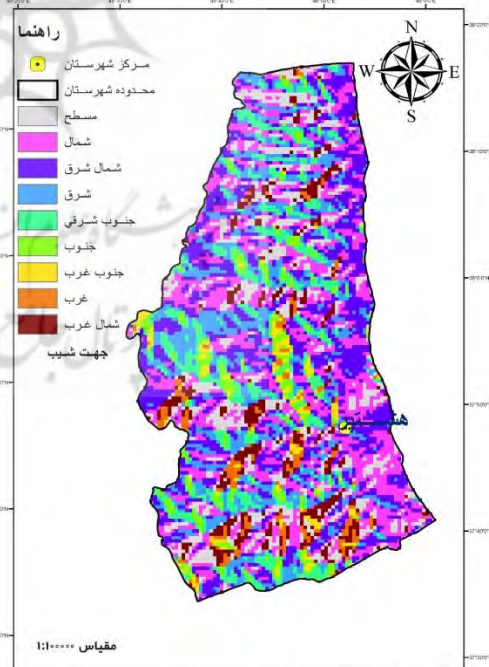 راهنما
مرکز شهرستان
محدوده شهرستان
مسطح
شمال
شمال شرق
شرق
جنوب شرقی
جنوب
جنوب غرب
غرب
شمال غرب
جهت شیب
N
W
E
S
مقیاس ۱:۱۰۰۰۰۰